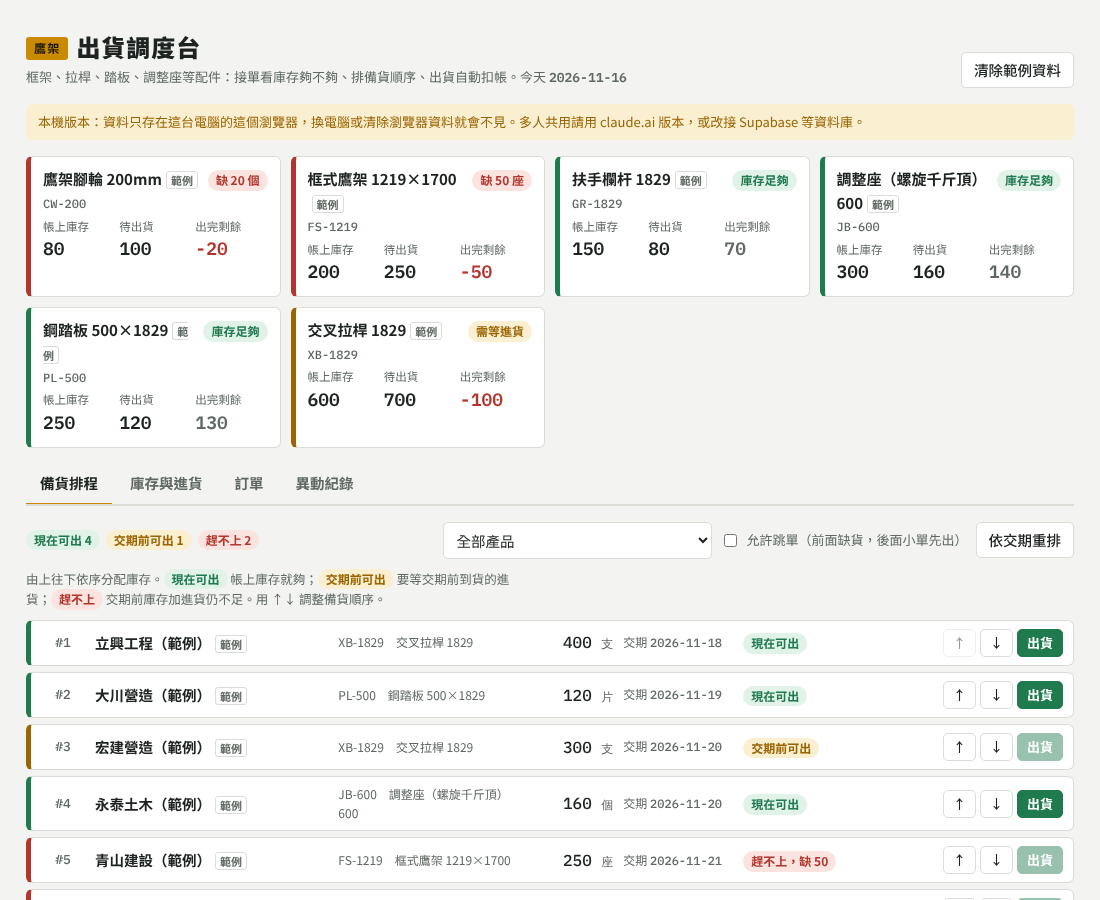 鷹架 出貨調度台
框架、拉桿、踏板、調整座等配件：接單看庫存夠不夠、排備貨順序、出貨自動扣帳。今天 2026-11-16
清除範例資料
本機版本：資料只存在這台電腦的這個瀏覽器，換電腦或清除瀏覽器資料就會不見。多人共用請用 claude.ai 版本，或改接 Supabase 等資料庫。
鷹架腳輪 200mm 範例 缺 20 個
CW-200
帳上庫存 待出貨 出完剩餘
80 100 -20
框式鷹架 1219×1700 範例 缺 50 座
FS-1219
帳上庫存 待出貨 出完剩餘
200 250 -50
扶手欄杆 1829 範例 庫存足夠
GR-1829
帳上庫存 待出貨 出完剩餘
150 80 70
調整座（螺旋千斤頂） 庫存足夠
600 範例
JB-600
帳上庫存 待出貨 出完剩餘
300 160 140
鋼踏板 500×1829 範例 庫存足夠
PL-500
帳上庫存 待出貨 出完剩餘
250 120 130
交叉拉桿 1829 範例 需等進貨
XB-1829
帳上庫存 待出貨 出完剩餘
600 700 -100
備貨排程 庫存與進貨 訂單 異動紀錄
現在可出 4 交期前可出 1 趕不上 2 全部產品 允許跳單（前面缺貨，後面小單先出） 依交期重排
由上往下依序分配庫存。 現在可出 帳上庫存就夠； 交期前可出 要等交期前到貨的進
貨； 趕不上 交期前庫存加進貨仍不足。用 ↑↓ 調整備貨順序。
#1 立興工程（範例） 範例 XB-1829 交叉拉桿 1829 400 支 交期 2026-11-18 現在可出 ↑ ↓ 出貨
#2 大川營造（範例） 範例 PL-500 鋼踏板 500×1829 120 片 交期 2026-11-19 現在可出 ↑ ↓ 出貨
#3 宏建營造（範例） 範例 XB-1829 交叉拉桿 1829 300 支 交期 2026-11-20 交期前可出 ↑ ↓ 出貨
#4 永泰土木（範例） 範例 JB-600 調整座（螺旋千斤頂） 600 160 個 交期 2026-11-20 現在可出 ↑ ↓ 出貨
#5 青山建設（範例） 範例 FS-1219 框式鷹架 1219×1700 250 座 交期 2026-11-21 趕不上，缺 50 ↑ ↓ 出貨